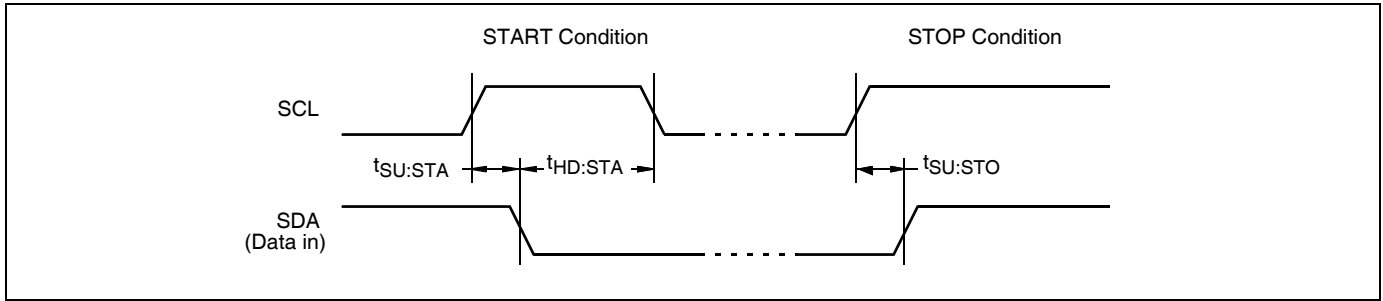 START Condition
STOP Condition
SCL
tSU:STA
tHD:STA
tSU:STO
SDA
(Data in)